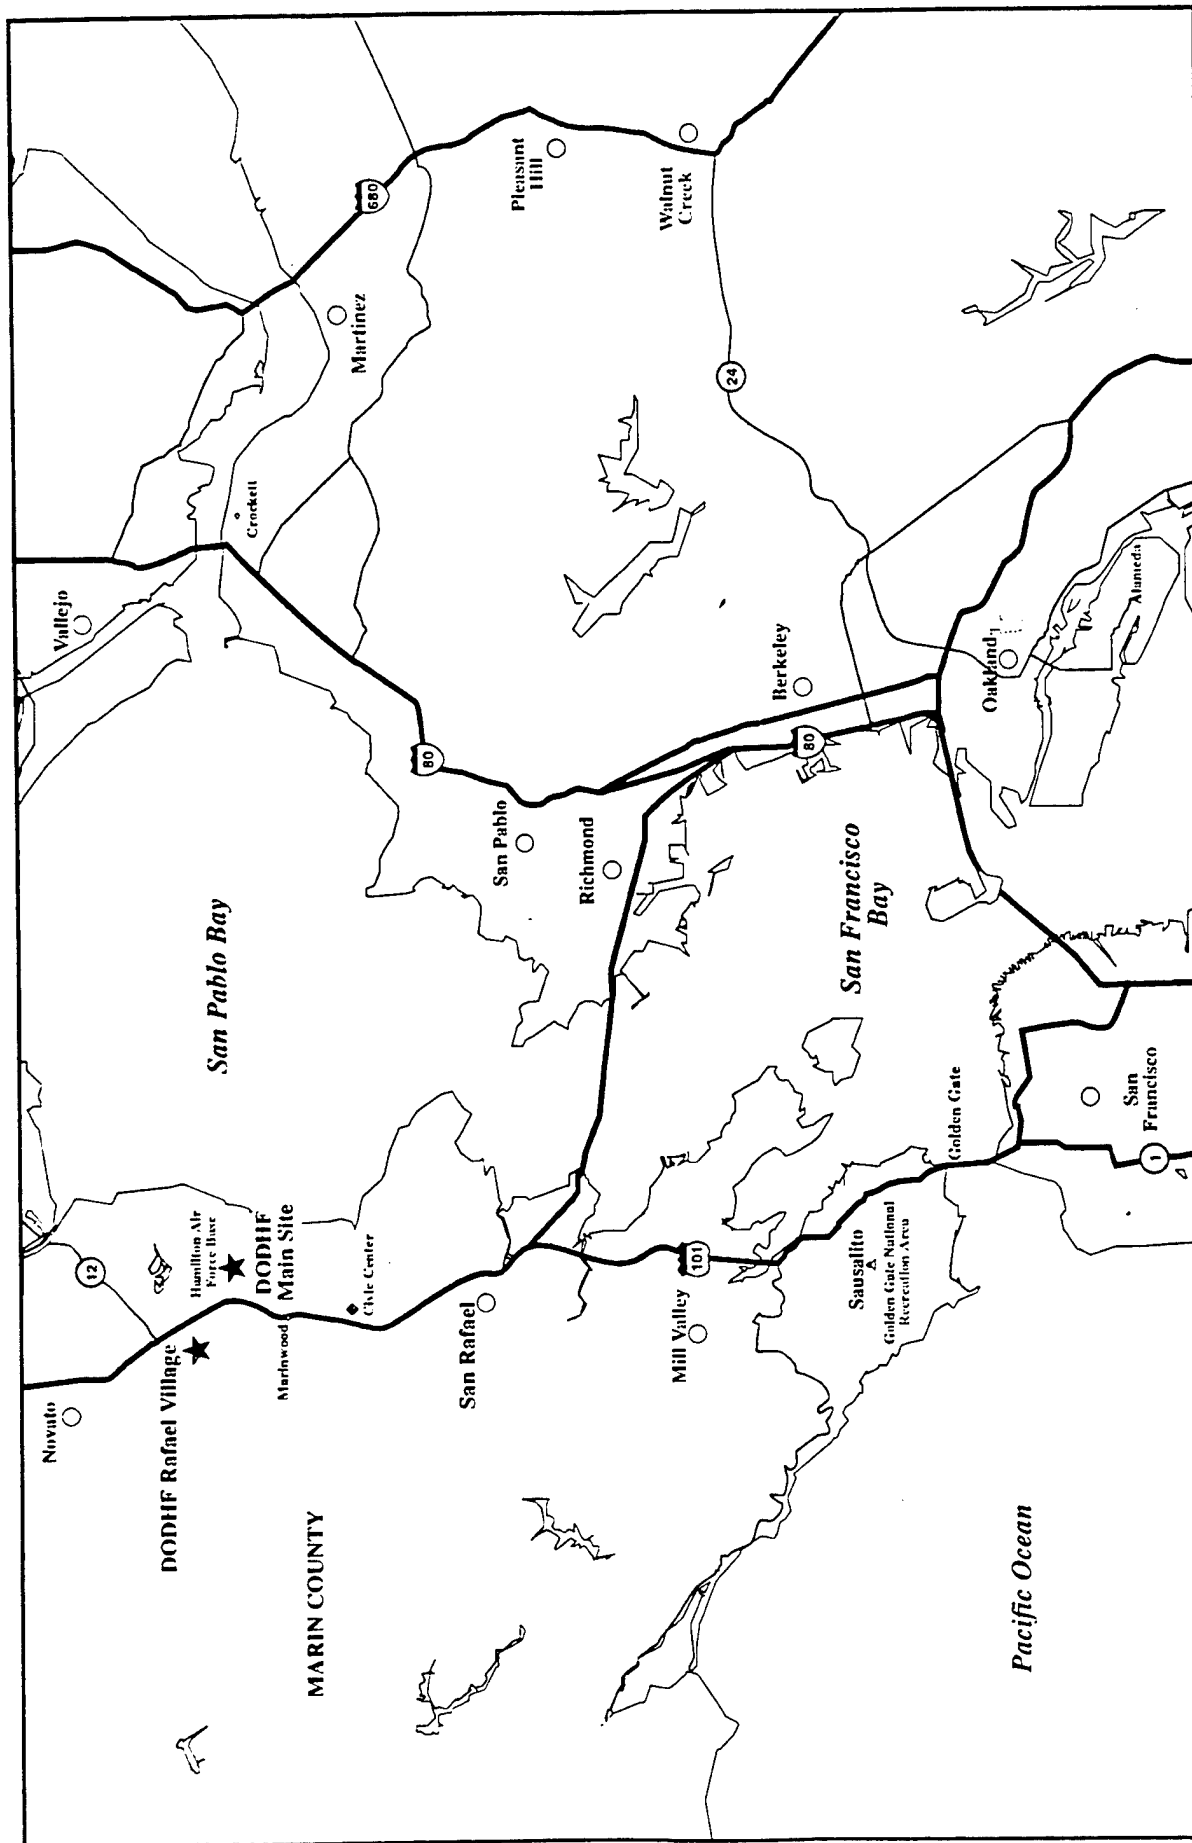 Novato
12
DODHF Rafael Village
Hamilton Air
Force Base
DODHF
Main Site
Marinwood
Civic Center
MARIN COUNTY
San Rafael
Mill Valley
101
Sausalito
Golden Gate National
Recreation Area
Golden Gate
Pacific Ocean
San
Francisco
1
San Pablo Bay
San Francisco
Bay
San Pablo
Richmond
80
80
Berkeley
Oakland
Alameda
Vallejo
Crockett
Martinez
680
Pleasant
Hill
Walnut
Creek
24